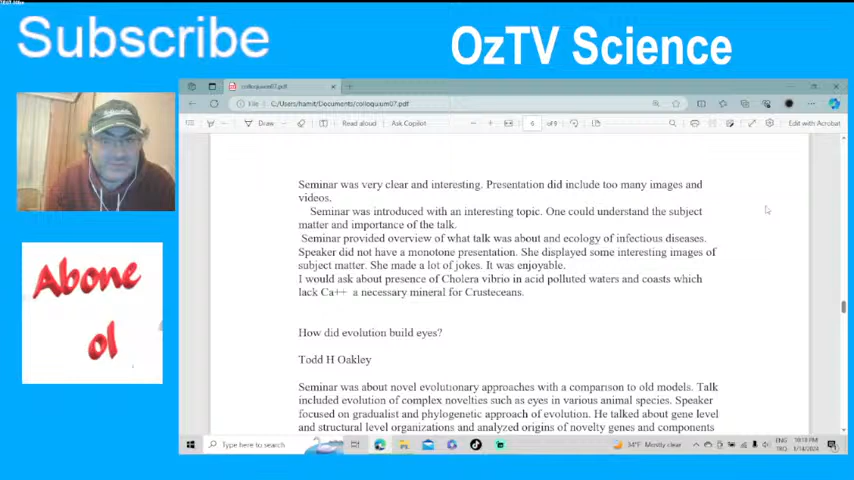 Subscribe
OzTV Science
colloquium07.pdf
File
C:/Users/hamit/Documents/colloquium07.pdf
Draw
Read aloud
Ask Copilot
6
of 9
Edit with Acrobat
Seminar was very clear and interesting. Presentation did include too many images and
videos.
Seminar was introduced with an interesting topic. One could understand the subject
matter and importance of the talk.
Seminar provided overview of what talk was about and ecology of infectious diseases.
Speaker did not have a monotone presentation. She displayed some interesting images of
subject matter. She made a lot of jokes. It was enjoyable.
I would ask about presence of Cholera vibrio in acid polluted waters and coasts which
lack Ca++ a necessary mineral for Crusteceans.
How did evolution build eyes?
Todd H Oakley
Seminar was about novel evolutionary approaches with a comparison to old models. Talk
included evolution of complex novelties such as eyes in various animal species. Speaker
focused on gradualist and phylogenetic approach of evolution. He talked about gene level
and structural level organizations and analyzed origins of novelty genes and components
Abone
ol
Type here to search
34°F Mostly clear
ENG
1/14/2024